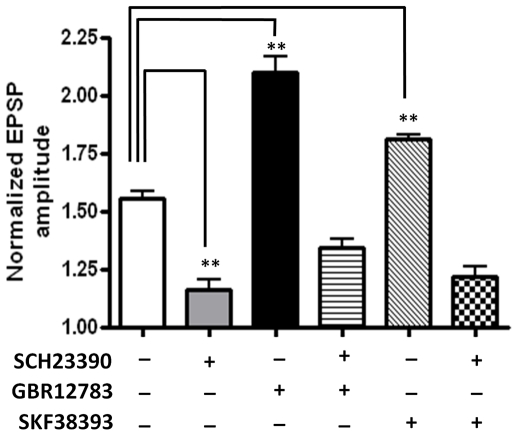 Normalized EPSP
amplitude
2.25
2.00
1.75
1.50
1.25
1.00
**
**
**
SCH23390 – + – + – +
GBR12783 – – + + – –
SKF38393 – – – – + +